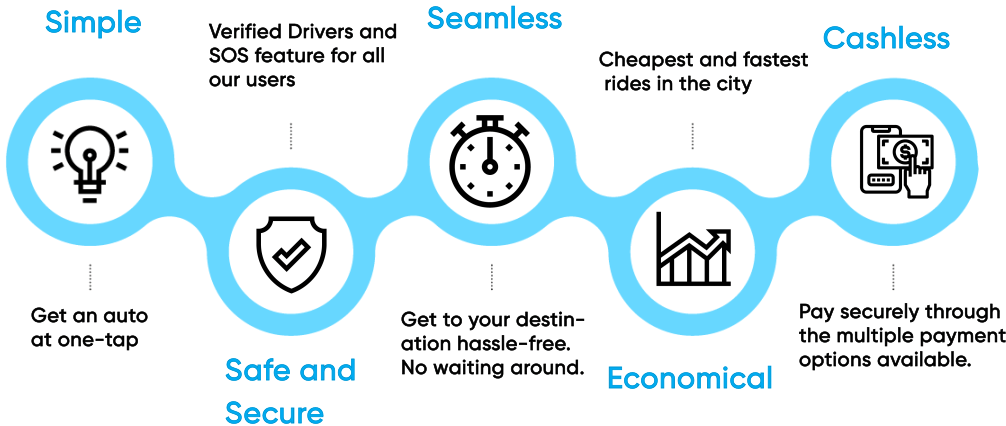 Simple
Get an auto
at one-tap
Verified Drivers and
SOS feature for all
our users
Safe and
Secure
Seamless
Get to your destin-
ation hassle-free.
No waiting around.
Cheapest and fastest
rides in the city
Economical
Cashless
$
Pay securely through
the multiple payment
options available.